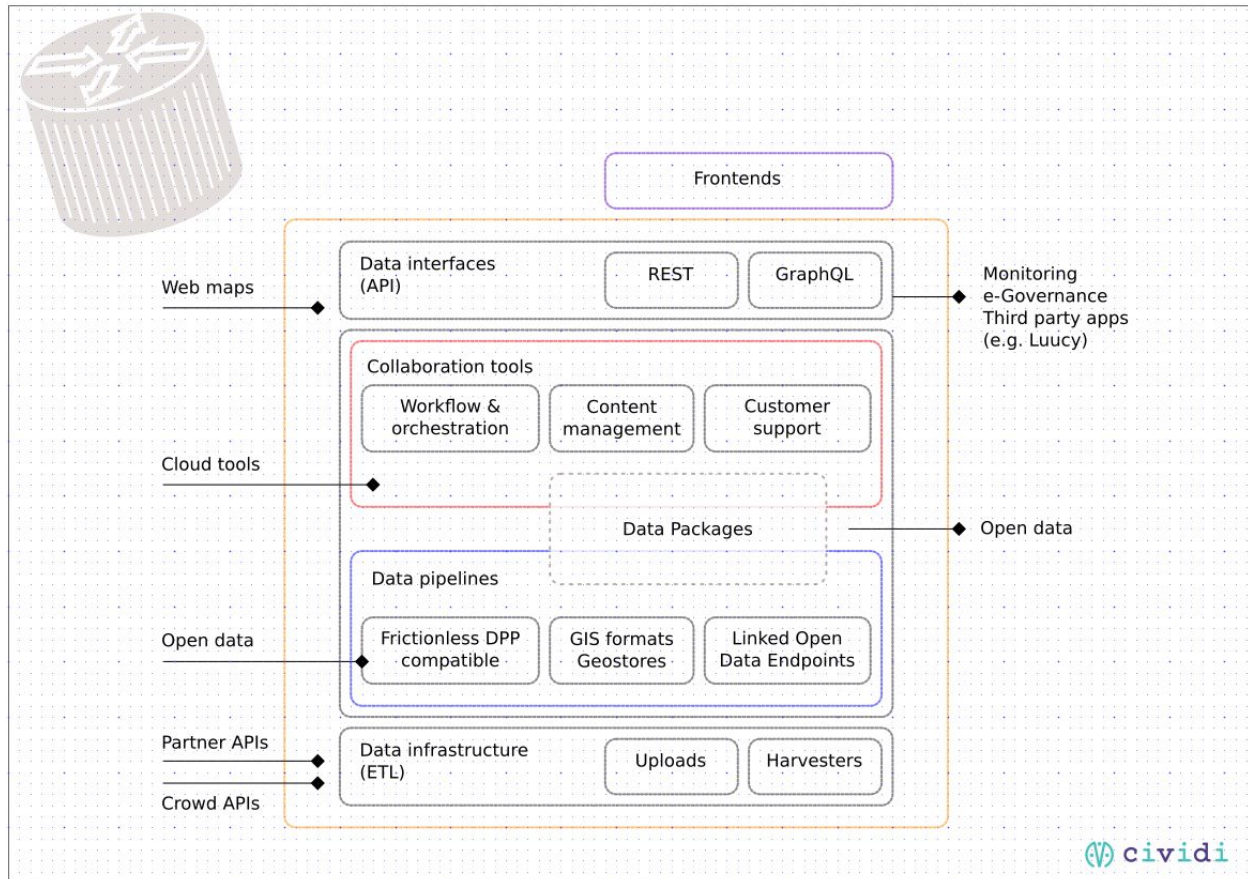 Frontends
Data interfaces
(API)
REST
GraphQL
Web maps
Monitoring
e-Governance
Third party apps
(e.g. Luucy)
Collaboration tools
Workflow &
orchestration
Content
management
Customer
support
Cloud tools
Data Packages
Open data
Data pipelines
Open data
Frictionless DPP
compatible
GIS formats
Geostores
Linked Open
Data Endpoints
Partner APIs
Crowd APIs
Data infrastructure
(ETL)
Uploads
Harvesters
cividi